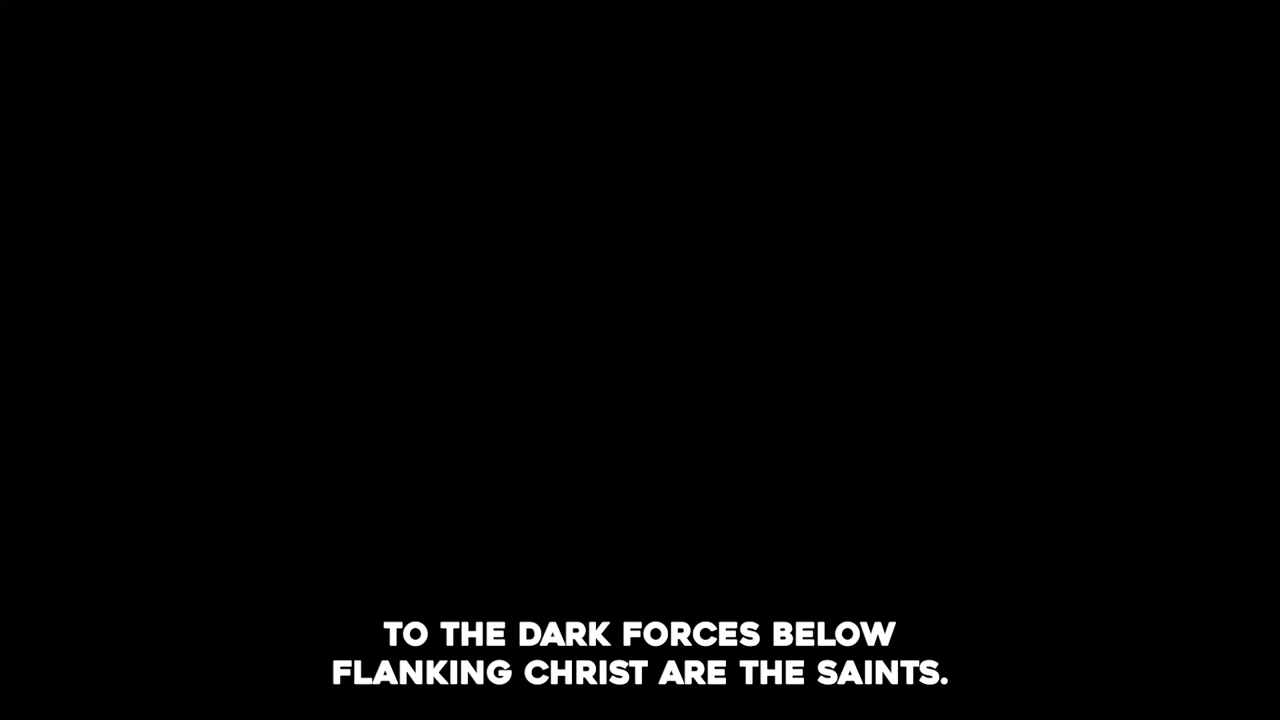 TO THE DARK FORCES BELOW
FLANKING CHRIST ARE THE SAINTS.